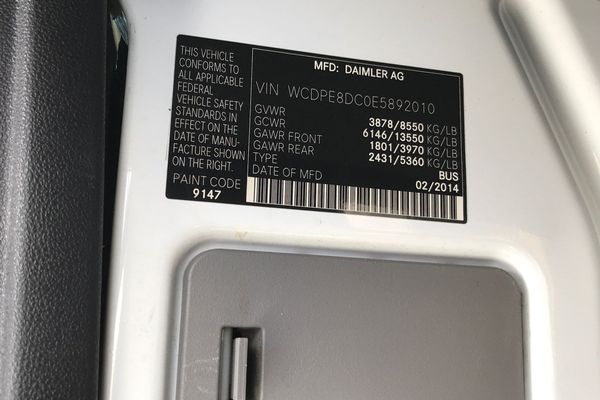 THIS VEHICLE
CONFORMS TO
ALL APPLICABLE
FEDERAL
VEHICLE SAFETY
STANDARDS IN
EFFECT ON THE
DATE OF MANU-
FACTURE SHOWN
ON THE RIGHT.
PAINT CODE
9147
MFD: DAIMLER AG
VIN WCDPE8DC0E5892010
GVWR 3878/8550 KG/LB
GCWR 6146/13550 KG/LB
GAWR FRONT 1801/3970 KG/LB
GAWR REAR 2431/5360 KG/LB
TYPE BUS
DATE OF MFD 02/2014